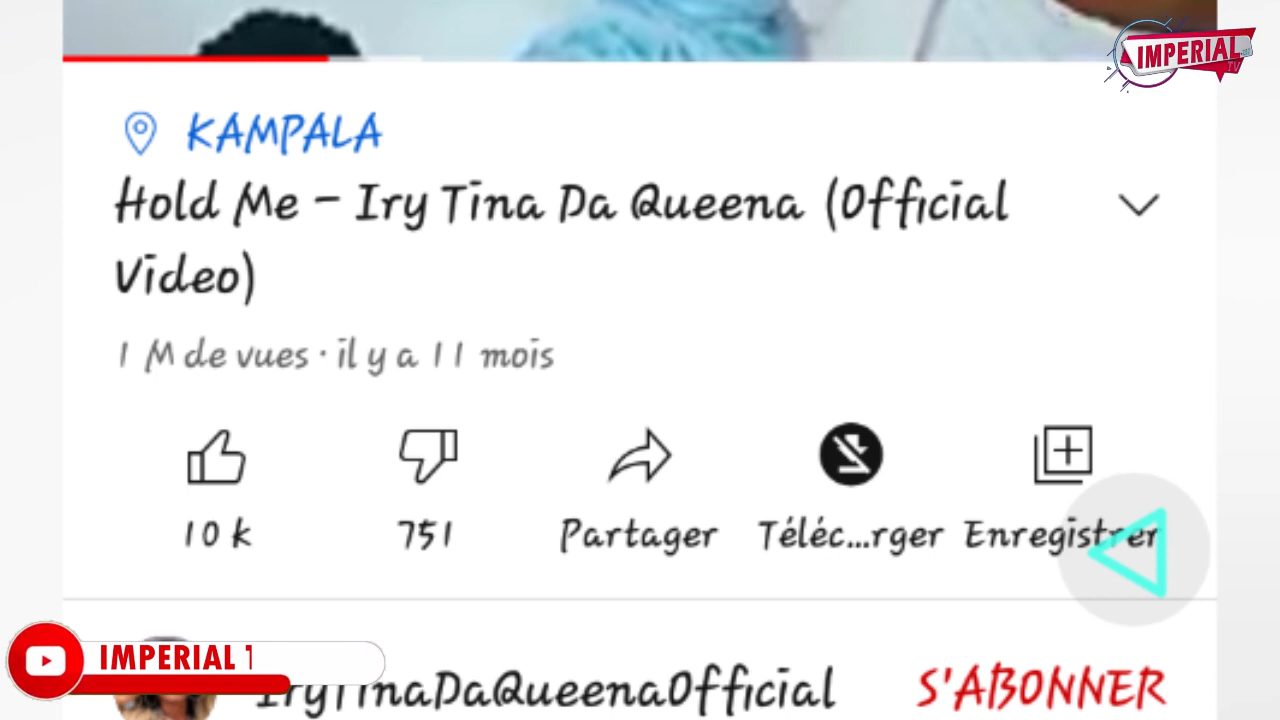 IMPERIAL
TV
KAMPALA
Hold Me - Iry Tina Da Queena (Official
Video)
1 M de vues · il y a 11 mois
10 k
751
Partager
Téléc...rger
Enregistrer
IMPERIAL T
IryTinaDaQueenaOfficial
S'ABONNER